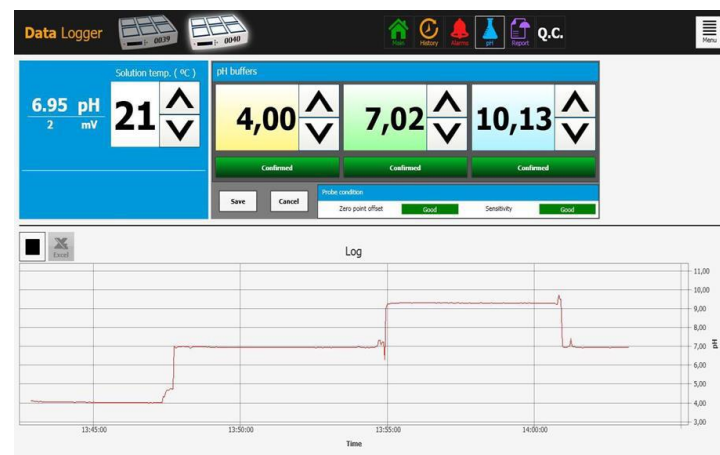 Data Logger
0039
0040
Main
History
Alarms
pH
Report
Q.C.
Menu
Solution temp. ( ºC )
6.95 pH
2 mV
21
pH buffers
4,00
7,02
10,13
Confirmed
Confirmed
Confirmed
Save
Cancel
Probe condition
Zero point offset
Good
Sensitivity
Good
Excel
Log
11,00
10,00
9,00
8,00
7,00
6,00
5,00
4,00
3,00
pH
13:45:00
13:50:00
13:55:00
14:00:00
Time